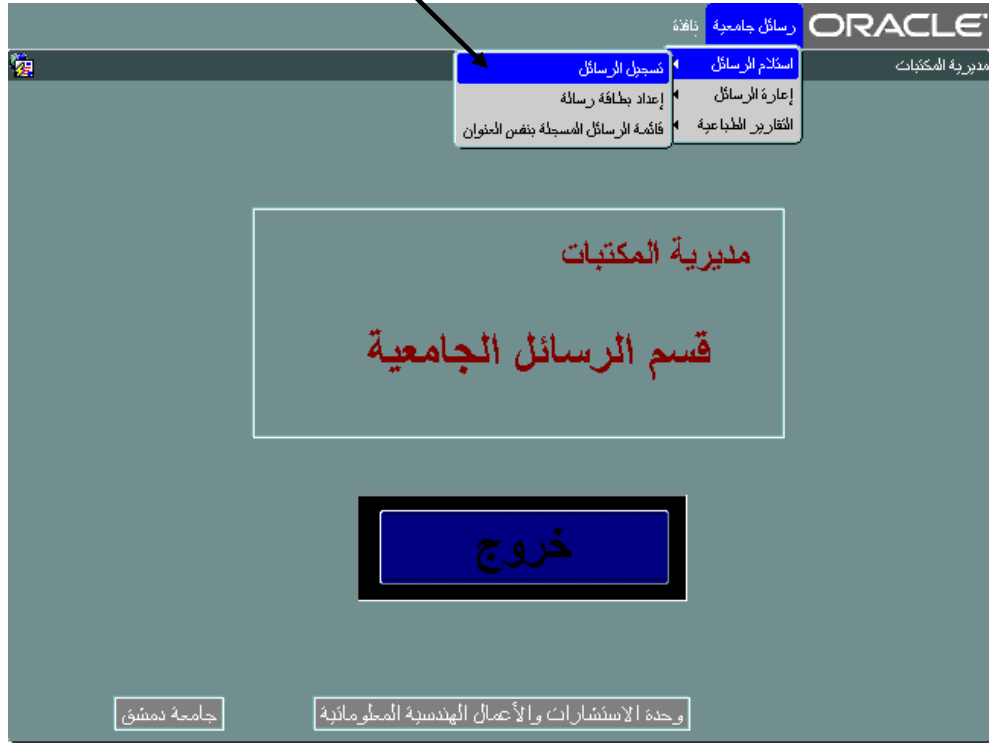 ORACLE
رسائل جامعية نافذة
مديرية المكتبات
استلام الرسائل
إعارة الرسائل
التقارير الطباعية
تسجيل الرسائل
إعداد بطاقة رسالة
قائمة الرسائل المسجلة بنفس العنوان
مديرية المكتبات
قسم الرسائل الجامعية
خروج
وحدة الاستشارات والأعمال الهندسية المعلوماتية
جامعة دمشق